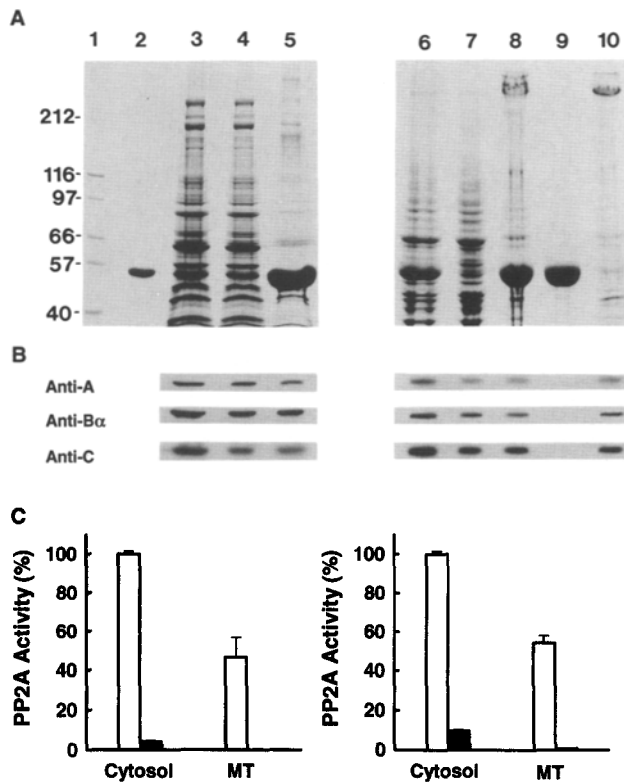 A
1 2 3 4 5 6 7 8 9 10
212-
116-
97-
66-
57-
40-
B
Anti-A
Anti-Bα
Anti-C
C
PP2A Activity (%)
100
80
60
40
20
0
Cytosol MT
PP2A Activity (%)
100
80
60
40
20
0
Cytosol MT